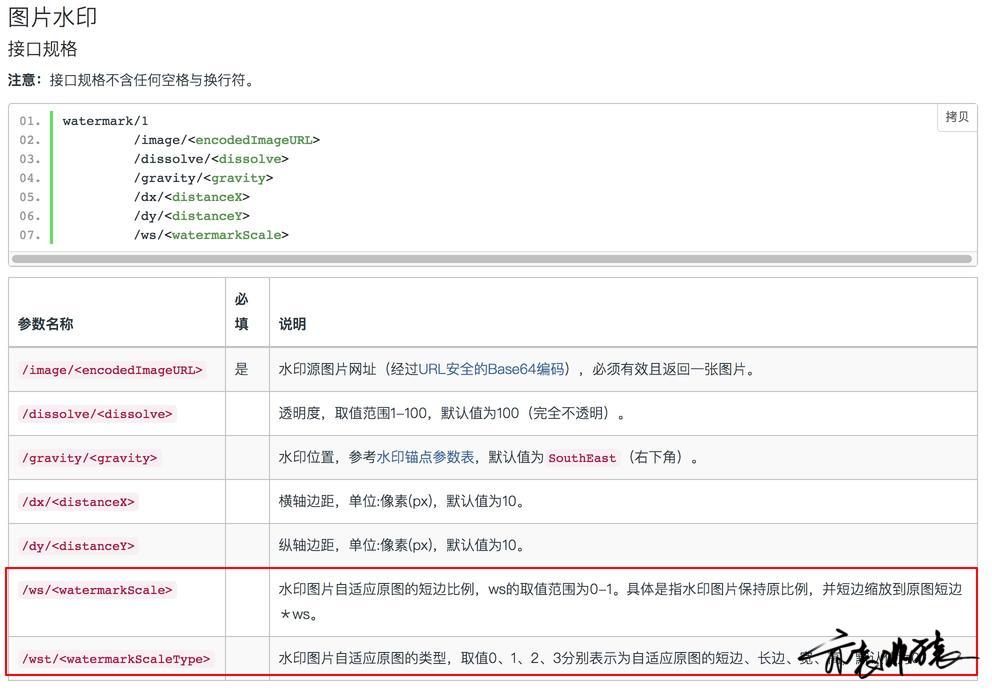 图片水印
接口规格
注意：接口规格不含任何空格与换行符。
拷贝
01. watermark/1
02. /image/<encodedImageURL>
03. /dissolve/<dissolve>
04. /gravity/<gravity>
05. /dx/<distanceX>
06. /dy/<distanceY>
07. /ws/<watermarkScale>
参数名称 必填 说明
/image/<encodedImageURL> 是 水印源图片网址（经过URL安全的Base64编码），必须有效且返回一张图片。
/dissolve/<dissolve> 透明度，取值范围1-100，默认值为100（完全不透明）。
/gravity/<gravity> 水印位置，参考水印锚点参数表，默认值为 SouthEast （右下角）。
/dx/<distanceX> 横轴边距，单位:像素(px)，默认值为10。
/dy/<distanceY> 纵轴边距，单位:像素(px)，默认值为10。
/ws/<watermarkScale> 水印图片自适应原图的短边比例，ws的取值范围为0-1。具体是指水印图片保持原比例，并短边缩放到原图短边
*ws。
/wst/<watermarkScaleType> 水印图片自适应原图的类型，取值0、1、2、3分别表示为自适应原图的短边、长边、宽、